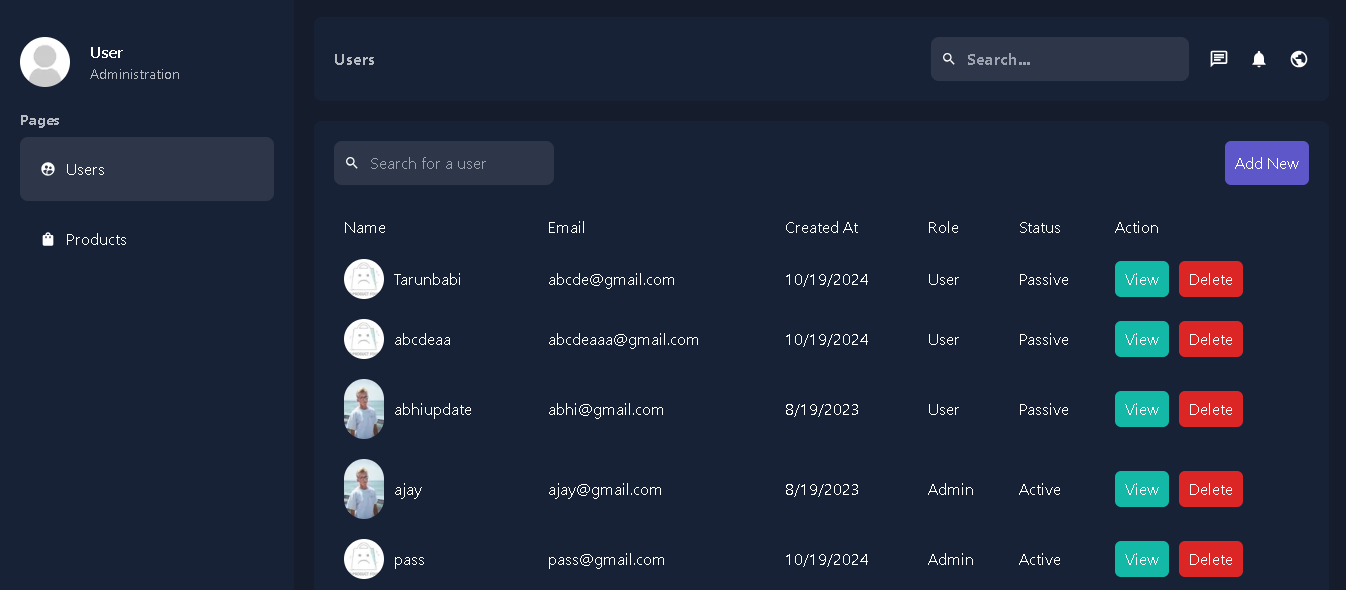 User
Administration
Pages
Users
Products
Users
Search...
Search for a user
Add New
Name Email Created At Role Status Action
Tarunbabi abcde@gmail.com 10/19/2024 User Passive View Delete
abcdeaa abcdeaaa@gmail.com 10/19/2024 User Passive View Delete
abhiupdate abhi@gmail.com 8/19/2023 User Passive View Delete
ajay ajay@gmail.com 8/19/2023 Admin Active View Delete
pass pass@gmail.com 10/19/2024 Admin Active View Delete